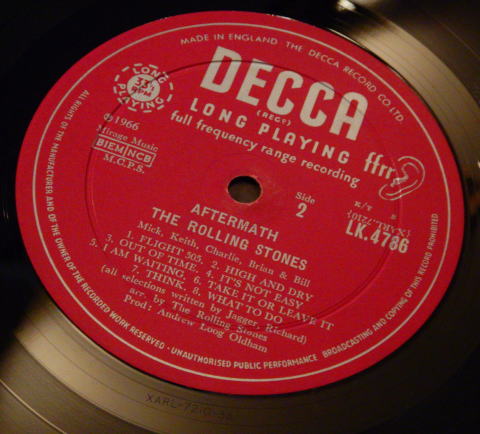 MADE IN ENGLAND THE DECCA RECORD CO. LTD.
ALL RIGHTS OF THE MANUFACTURER AND OF THE OWNER OF THE RECORDED WORK RESERVED · UNAUTHORISED PUBLIC PERFORMANCE BROADCASTING AND COPYING OF THIS RECORD PROHIBITED
DECCA
(REGD)
LONG PLAYING
full frequency range recording
ffrr
LONG
33⅓
RPM
PLAYING
℗1966
Mirage Music
BIEM/NCB
M.C.P.S.
Side
2
LK.4786
AFTERMATH
THE ROLLING STONES
Mick, Keith, Charlie, Brian & Bill
1. FLIGHT 505. 2. HIGH AND DRY
3. OUT OF TIME. 4. IT'S NOT EASY
5. I AM WAITING. 6. TAKE IT OR LEAVE IT
7. THINK. 8. WHAT TO DO
(all selections written by Jagger, Richard)
arr. by The Rolling Stones
Prod: Andrew Loog Oldham